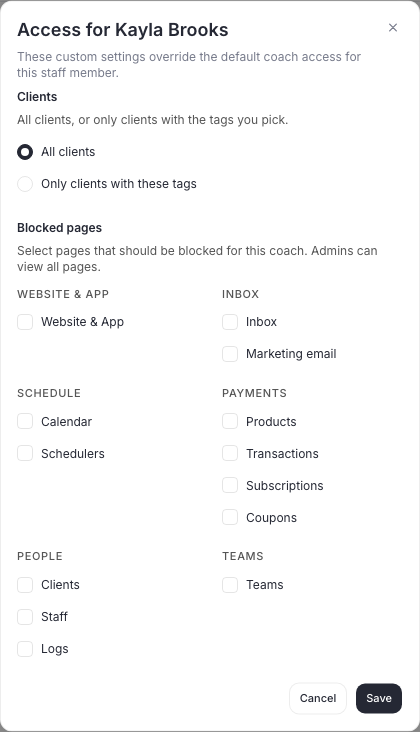 Access for Kayla Brooks
These custom settings override the default coach access for
this staff member.
Clients
All clients, or only clients with the tags you pick.
All clients
Only clients with these tags
Blocked pages
Select pages that should be blocked for this coach. Admins can
view all pages.
WEBSITE & APP
Website & App
INBOX
Inbox
Marketing email
SCHEDULE
Calendar
Schedulers
PAYMENTS
Products
Transactions
Subscriptions
Coupons
PEOPLE
Clients
Staff
Logs
TEAMS
Teams
Cancel
Save